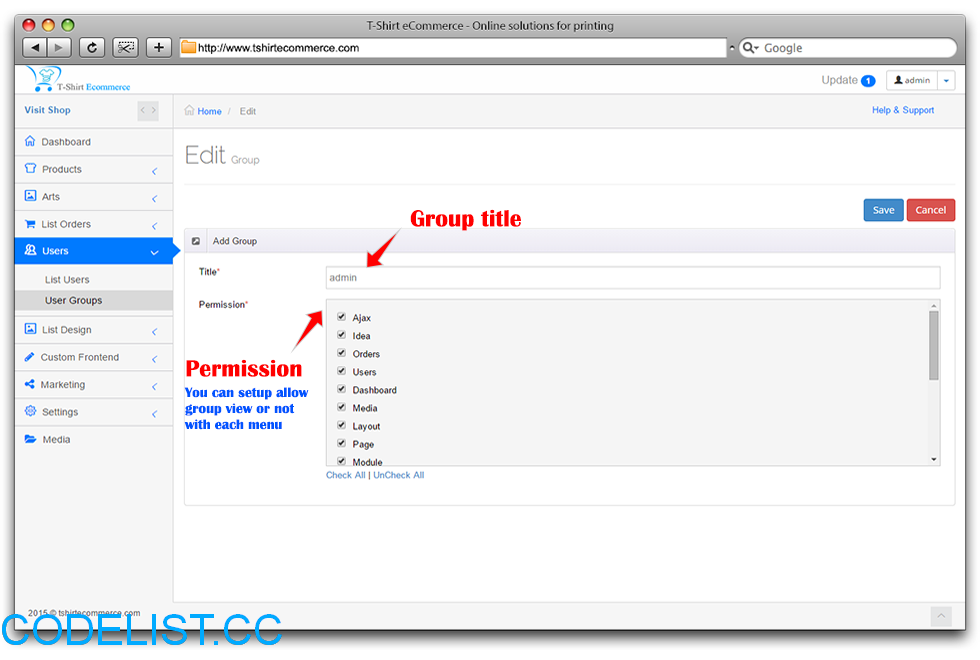 T-Shirt eCommerce - Online solutions for printing
http://www.tshirtecommerce.com
Google
T-Shirt Ecommerce
Update 1
admin
Visit Shop
Home / Edit
Help & Support
Dashboard
Products
Arts
List Orders
Users
List Users
User Groups
List Design
Custom Frontend
Marketing
Settings
Media
Edit Group
Save
Cancel
Group title
Add Group
Title*
admin
Permission*
Ajax
Idea
Orders
Users
Dashboard
Media
Layout
Page
Module
Check All | UnCheck All
Permission
You can setup allow
group view or not
with each menu
2015 © tshirtecommerce.com
CODELIST.CC